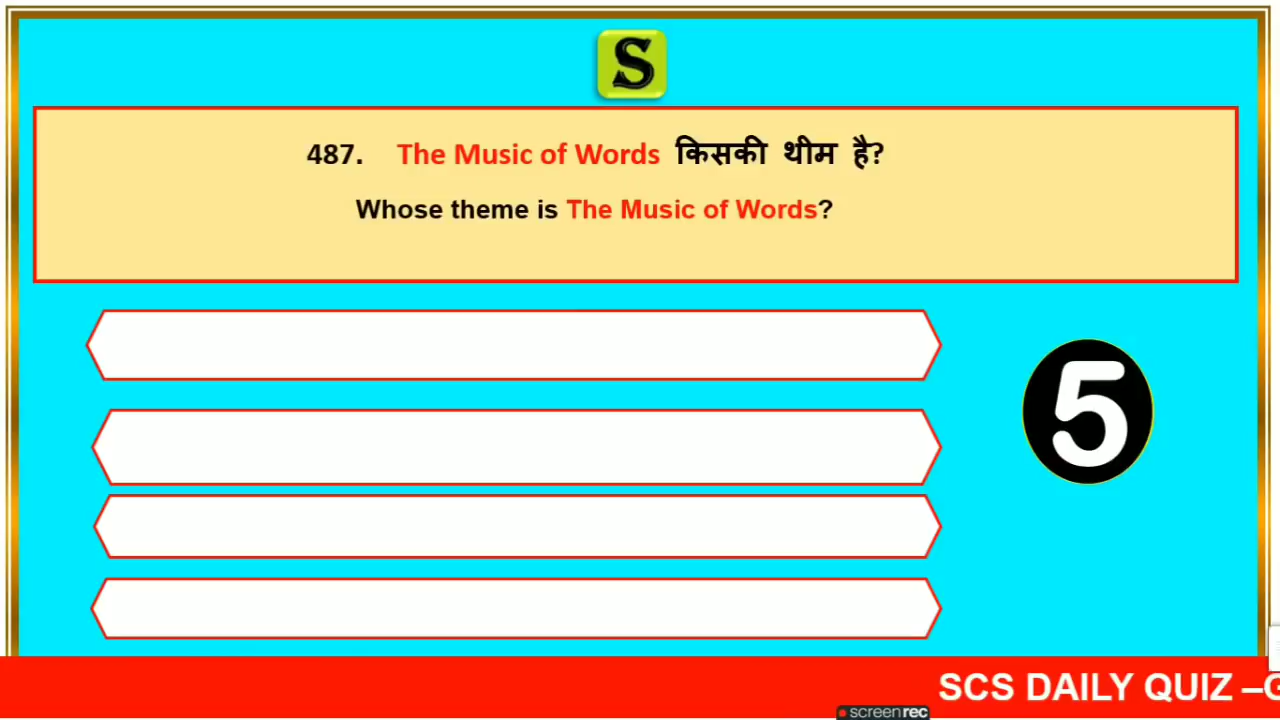 S
487. The Music of Words किसकी थीम है?
Whose theme is The Music of Words?
5
SCS DAILY QUIZ –G
screenrec